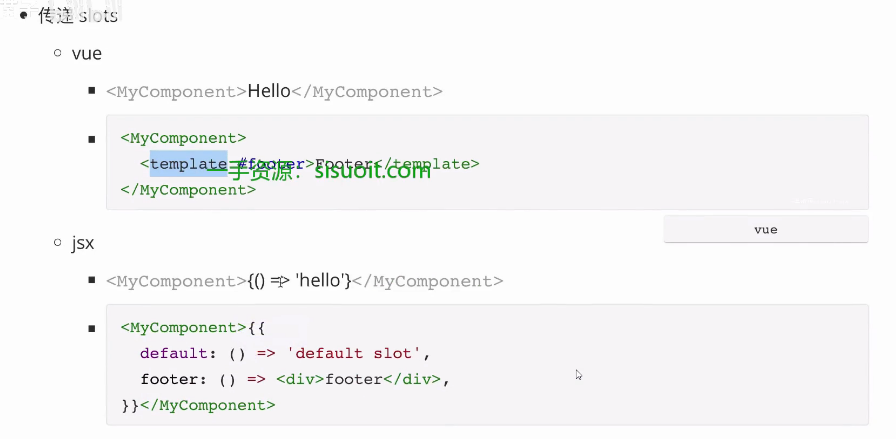 传递 slots
vue
<MyComponent>Hello</MyComponent>
<MyComponent>
<template #footer>Footer</template>
</MyComponent>
一手资源：sisuoit.com
vue
jsx
<MyComponent>{() => 'hello'}</MyComponent>
<MyComponent>{{
default: () => 'default slot',
footer: () => <div>footer</div>,
}}</MyComponent>